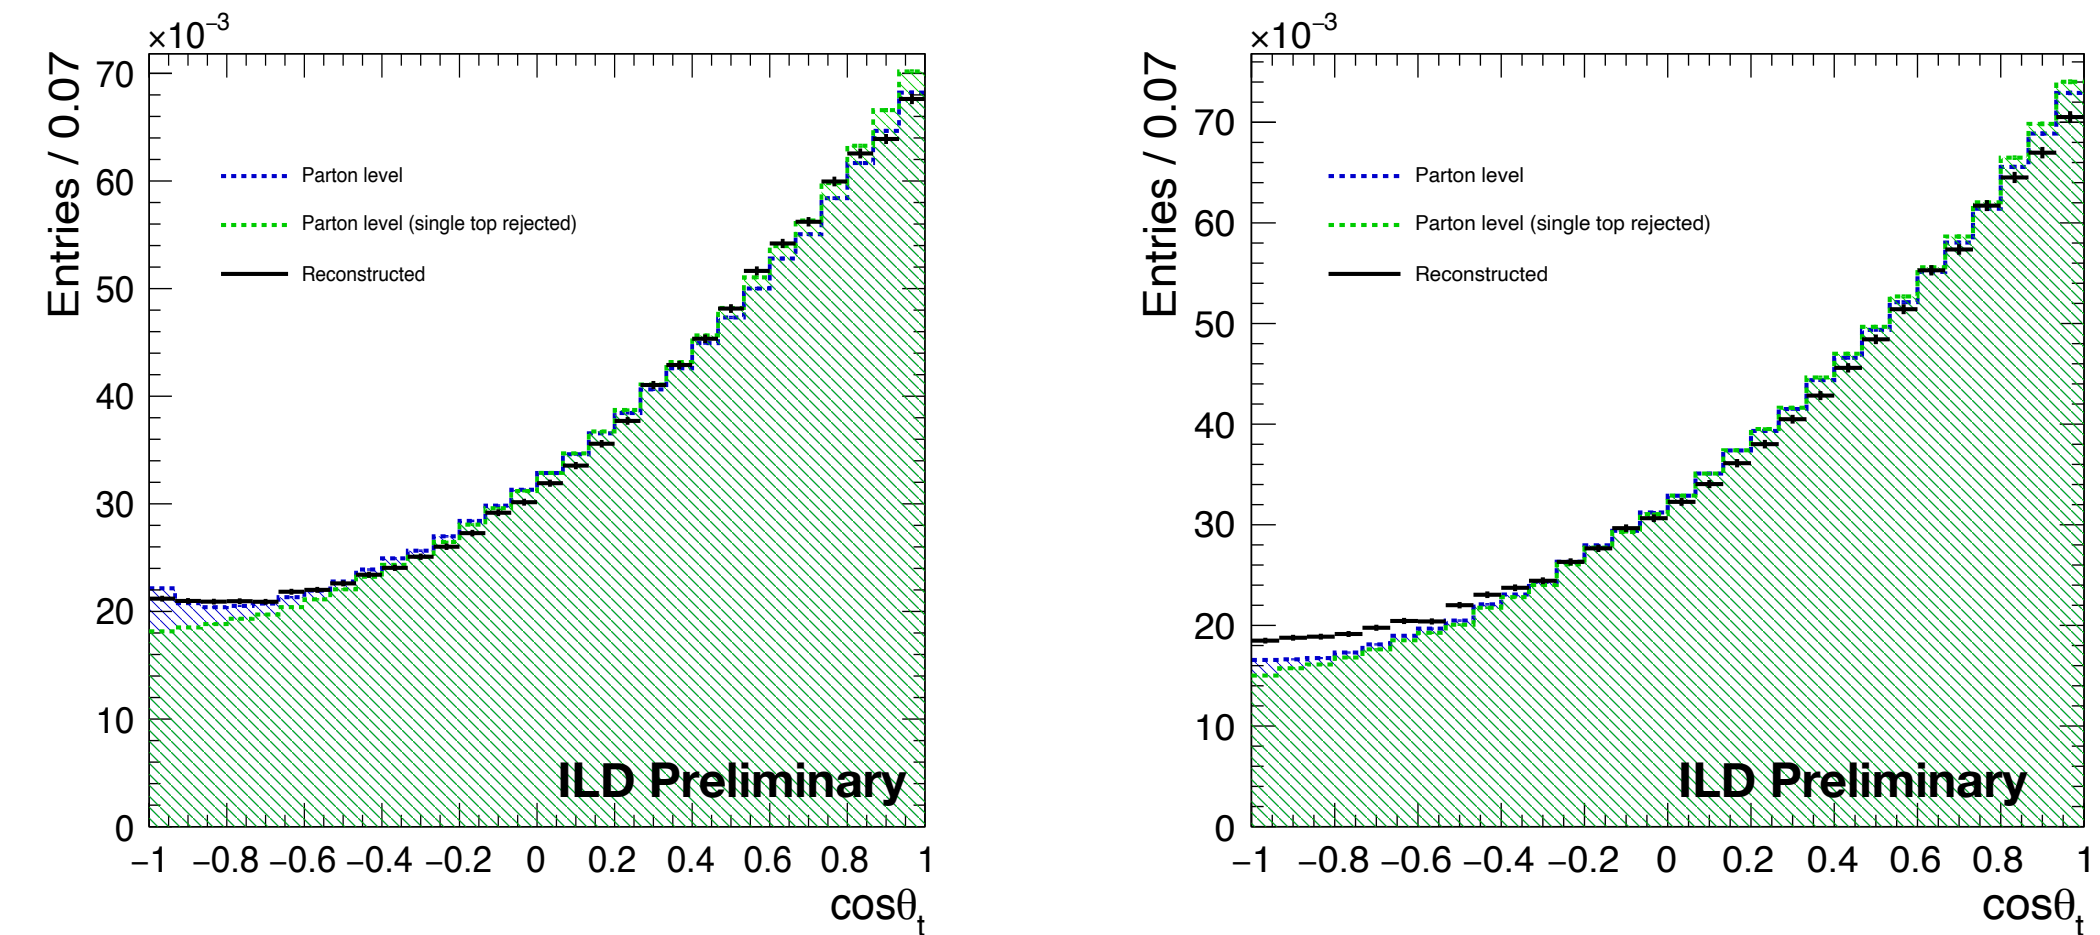 ×10⁻³
Entries / 0.07
70
60
50
40
30
20
10
0
Parton level
Parton level (single top rejected)
Reconstructed
ILD Preliminary
−1 −0.8 −0.6 −0.4 −0.2 0 0.2 0.4 0.6 0.8 1
cosθt
×10⁻³
Entries / 0.07
70
60
50
40
30
20
10
0
Parton level
Parton level (single top rejected)
Reconstructed
ILD Preliminary
−1 −0.8 −0.6 −0.4 −0.2 0 0.2 0.4 0.6 0.8 1
cosθt